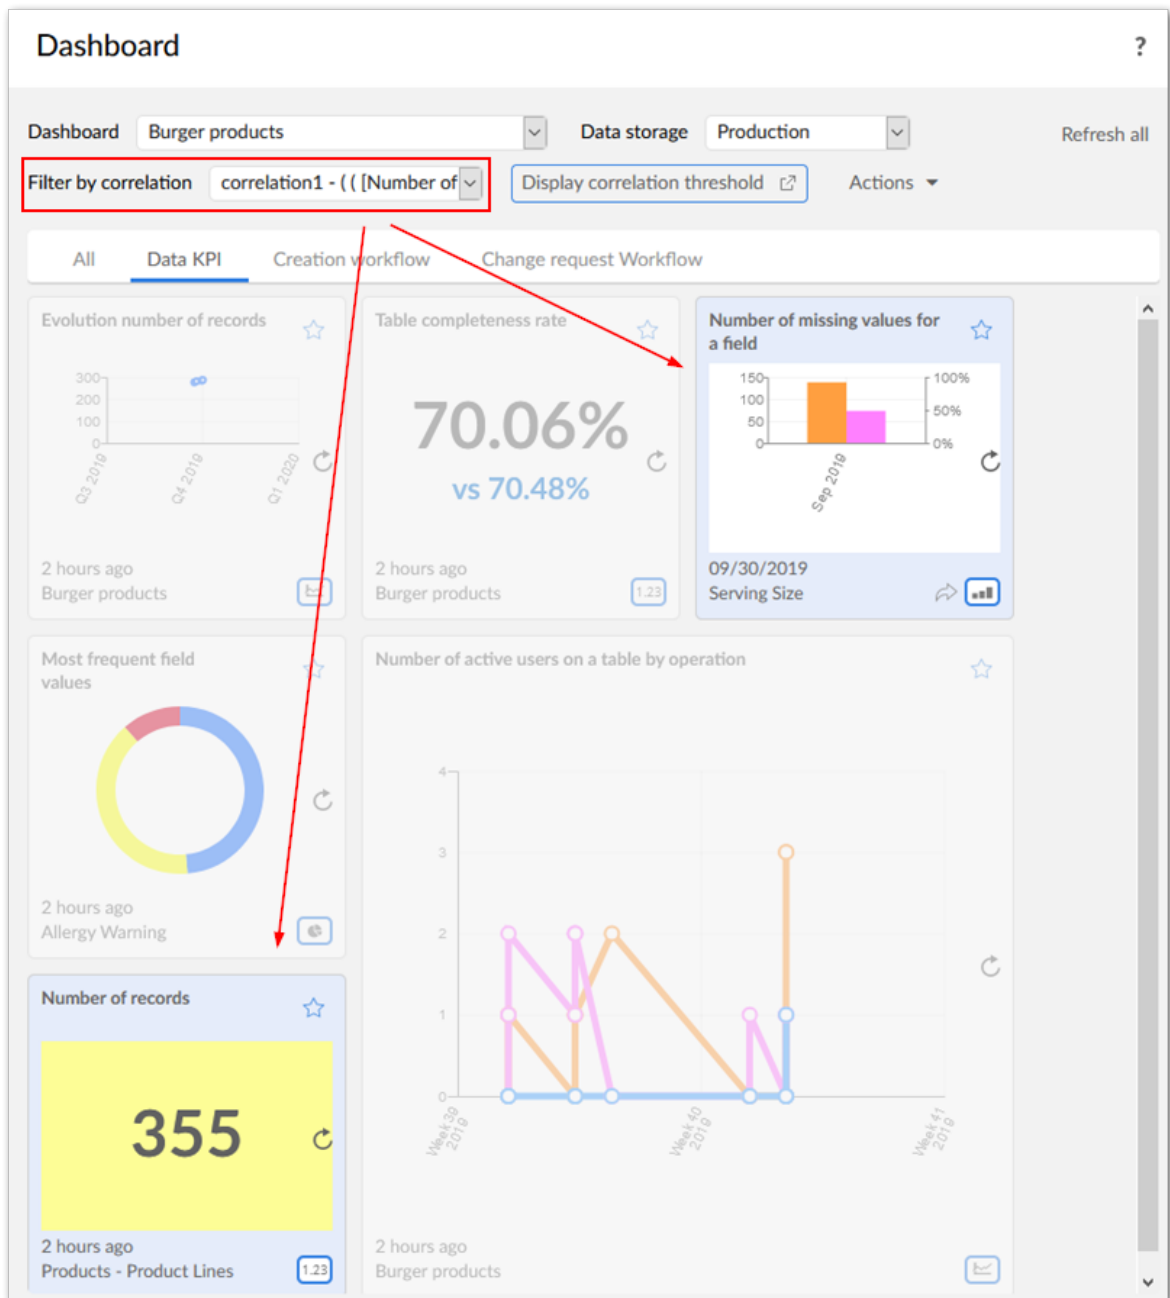 Dashboard
?
Dashboard Burger products Data storage Production Refresh all
Filter by correlation correlation1 - ( ( [Number of Display correlation threshold Actions
All Data KPI Creation workflow Change request Workflow
Evolution number of records
300
200
100
0
Q3 2019
Q4 2019
Q1 2020
2 hours ago
Burger products
Table completeness rate
70.06%
vs 70.48%
2 hours ago
Burger products
1.23
Number of missing values for
a field
150
100
50
0
100%
50%
0%
Sep 2019
09/30/2019
Serving Size
Most frequent field
values
2 hours ago
Allergy Warning
Number of active users on a table by operation
4
3
2
1
0
Week 39
2019
Week 40
2019
Week 41
2019
2 hours ago
Burger products
Number of records
355
2 hours ago
Products - Product Lines
1.23